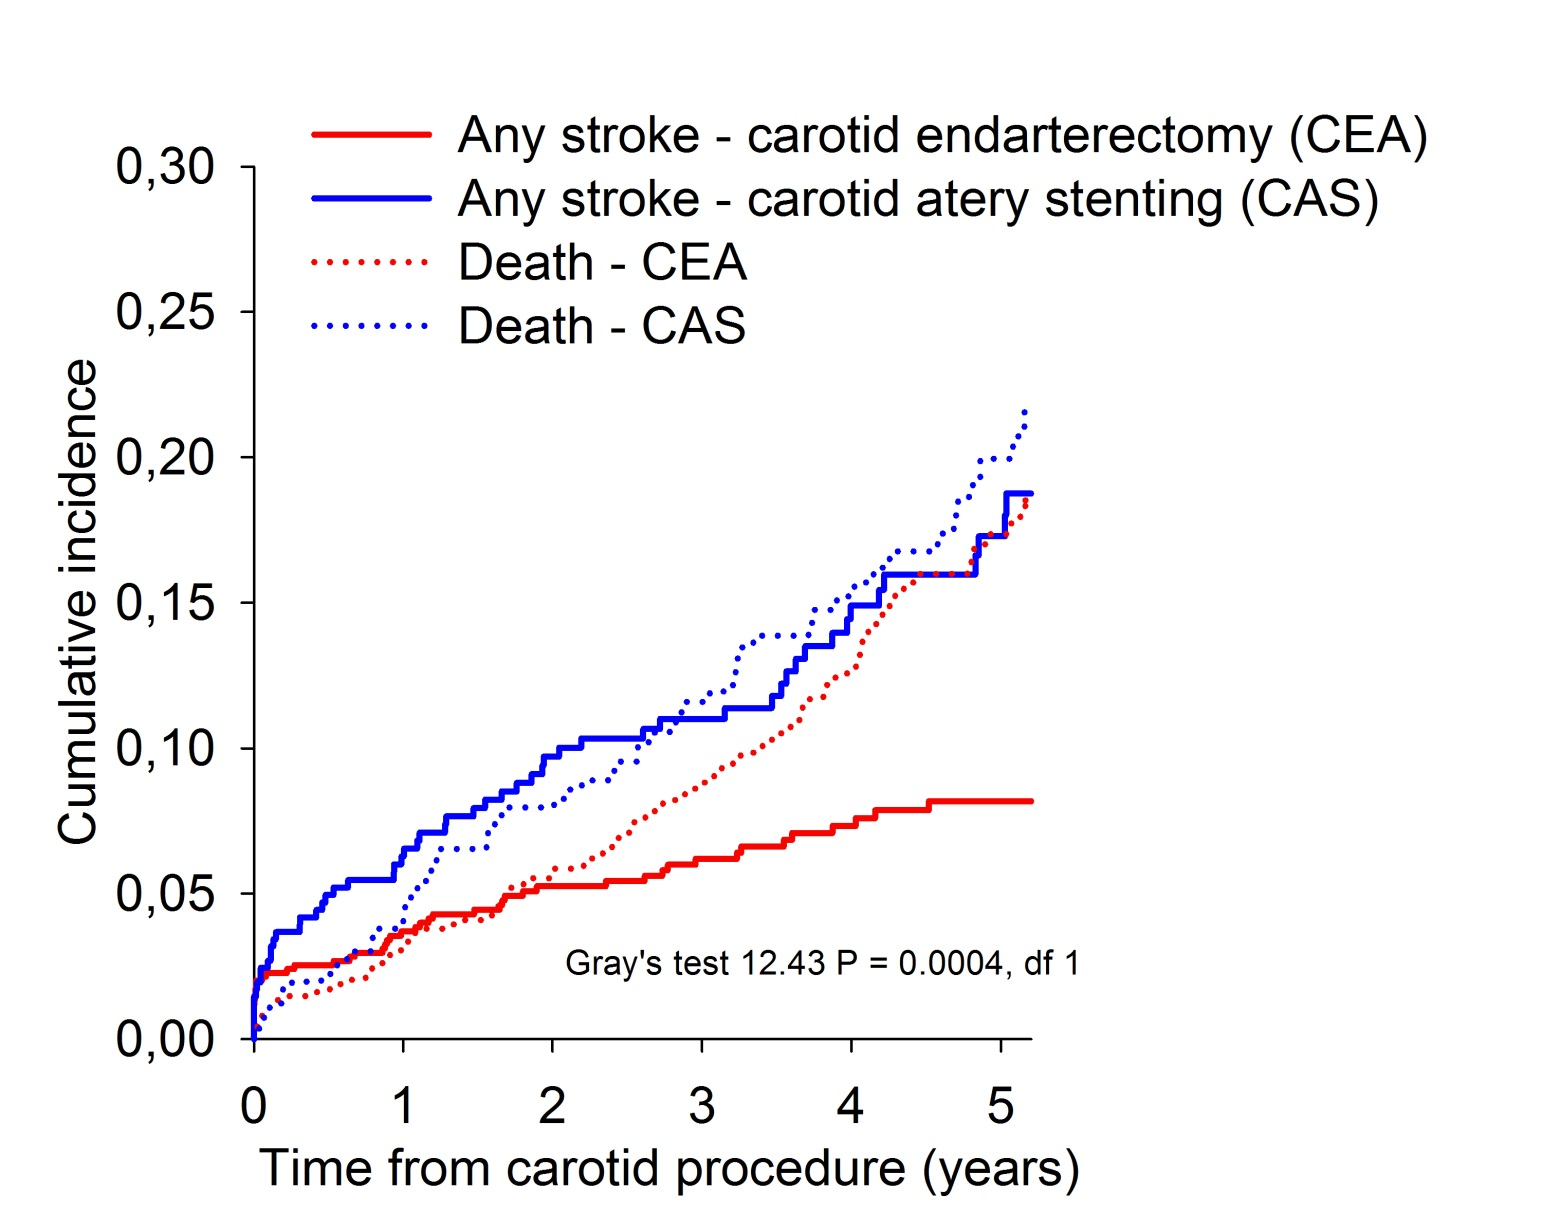 Any stroke - carotid endarterectomy (CEA)
Any stroke - carotid atery stenting (CAS)
Death - CEA
Death - CAS
0,30
0,25
0,20
0,15
0,10
0,05
0,00
Cumulative incidence
Gray's test 12.43 P = 0.0004, df 1
0 1 2 3 4 5
Time from carotid procedure (years)